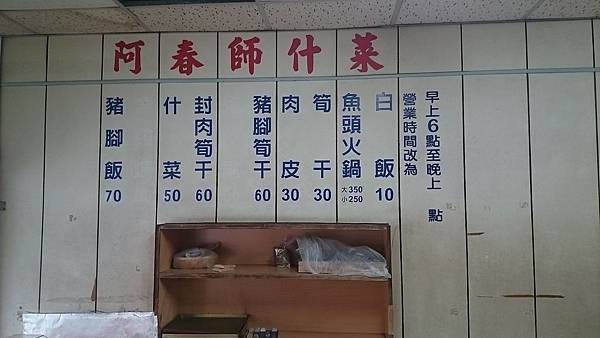 阿春師什菜
早上6點至晚上 點
營業時間改為
白飯10
魚頭火鍋大350小250
筍干30
肉皮30
豬腳筍干60
封肉筍干60
什菜50
豬腳飯70